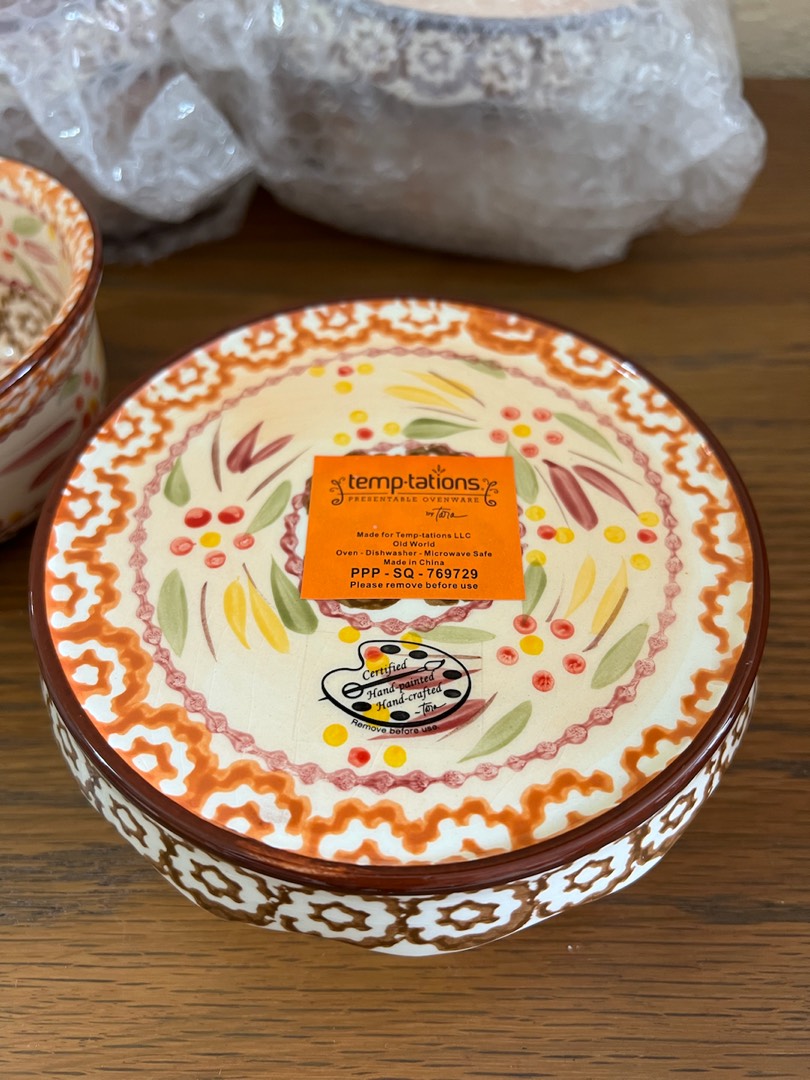 temp-tations
PRESENTABLE OVENWARE
by Tara
Made for Temp-tations LLC
Old World
Oven - Dishwasher - Microwave Safe
Made in China
PPP - SQ - 769729
Please remove before use
Certified
Hand-painted
Hand-crafted
~Tara
Remove before use.